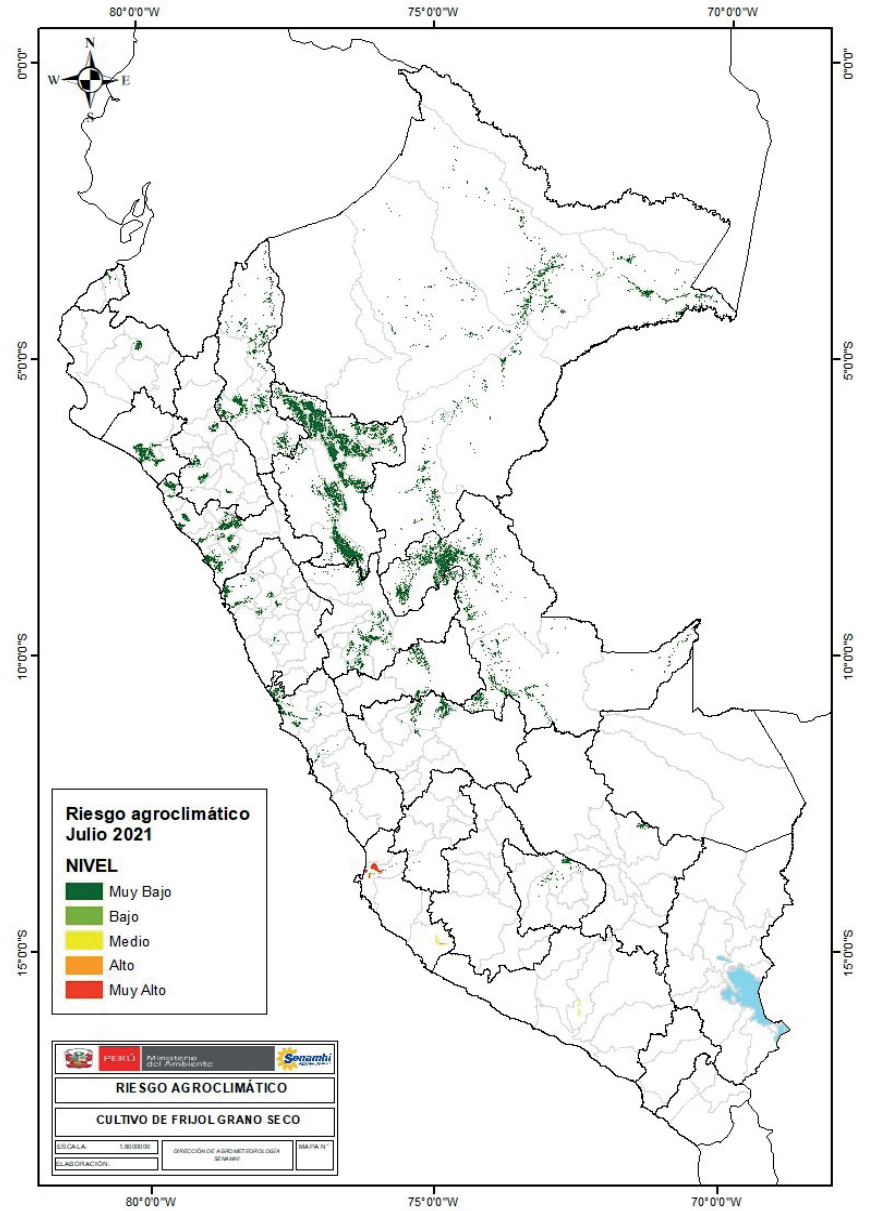 80°0'0"W 75°0'0"W 70°0'0"W
N
W E
S
0°0'0" 0°0'0"
5°0'0"S 5°0'0"S
10°0'0"S 10°0'0"S
15°0'0"S 15°0'0"S
Riesgo agroclimático
Julio 2021
NIVEL
Muy Bajo
Bajo
Medio
Alto
Muy Alto
PERÚ Ministerio
del Ambiente
Senamhi
RIESGO AGROCLIMÁTICO
CULTIVO DE FRIJOL GRANO SECO
ESCALA: 1:8000000
DIRECCIÓN DE AGROMETEOROLOGÍA
SENAMHI
MAPA N°
ELABORACIÓN:
80°0'0"W 75°0'0"W 70°0'0"W